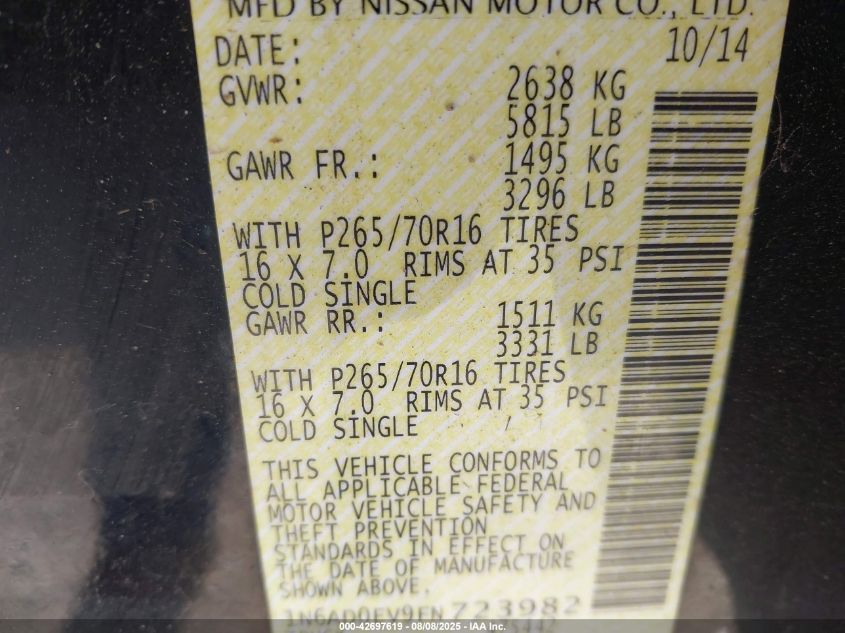 MFD BY NISSAN MOTOR CO., LTD.
DATE: 10/14
GVWR: 2638 KG
5815 LB
GAWR FR.: 1495 KG
3296 LB
WITH P265/70R16 TIRES
16 X 7.0 RIMS AT 35 PSI
COLD SINGLE
GAWR RR.: 1511 KG
3331 LB
WITH P265/70R16 TIRES
16 X 7.0 RIMS AT 35 PSI
COLD SINGLE
THIS VEHICLE CONFORMS TO
ALL APPLICABLE FEDERAL
MOTOR VEHICLE SAFETY AND
THEFT PREVENTION
STANDARDS IN EFFECT ON
THE DATE OF MANUFACTURE
SHOWN ABOVE.
1N6AD0EV9FN 723982
000-42697619 - 08/08/2025 - IAA Inc.